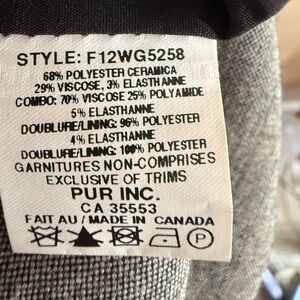 STYLE: F12WG5258
68% POLYESTER CERAMICA
29% VISCOSE, 3% ELASTHANNE
COMBO: 70% VISCOSE 25% POLYAMIDE
5% ELASTHANNE
DOUBLURE/LINING: 96% POLYESTER
4% ELASTHANNE
DOUBLURE/LINING: 100% POLYESTER
GARNITURES NON-COMPRISES
EXCLUSIVE OF TRIMS
PUR INC.
CA 35553
FAIT AU / MADE IN CANADA
P